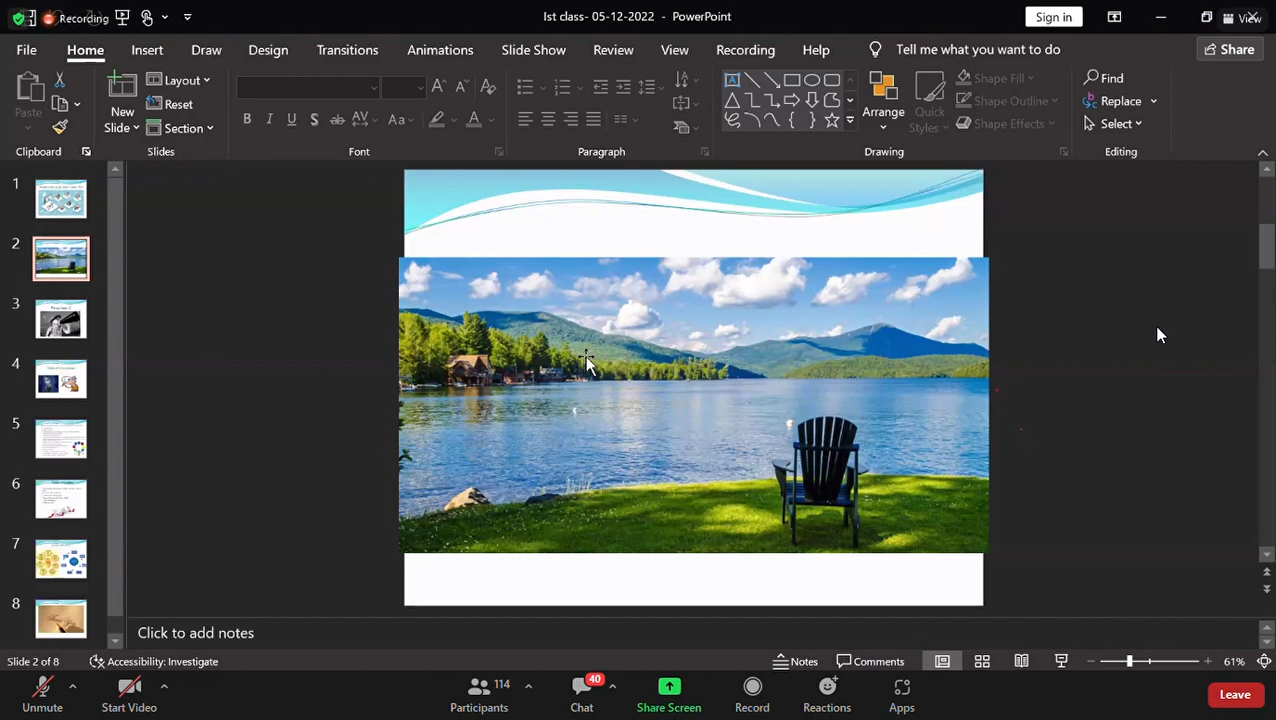 Recording
Ist class- 05-12-2022 - PowerPoint
Sign in
View
File Home Insert Draw Design Transitions Animations Slide Show Review View Recording Help Tell me what you want to do Share
Paste
Clipboard
New Slide
Layout
Reset
Section
Slides
B I U S ab AV Aa A
Font
Paragraph
Arrange
Quick Styles
Shape Fill
Shape Outline
Shape Effects
Drawing
Find
Replace
Select
Editing
1
2
3
4
5
6
7
8
Click to add notes
Slide 2 of 8 Accessibility: Investigate Notes Comments 61%
Unmute
Start Video
114
Participants
40
Chat
Share Screen
Record
Reactions
Apps
Leave